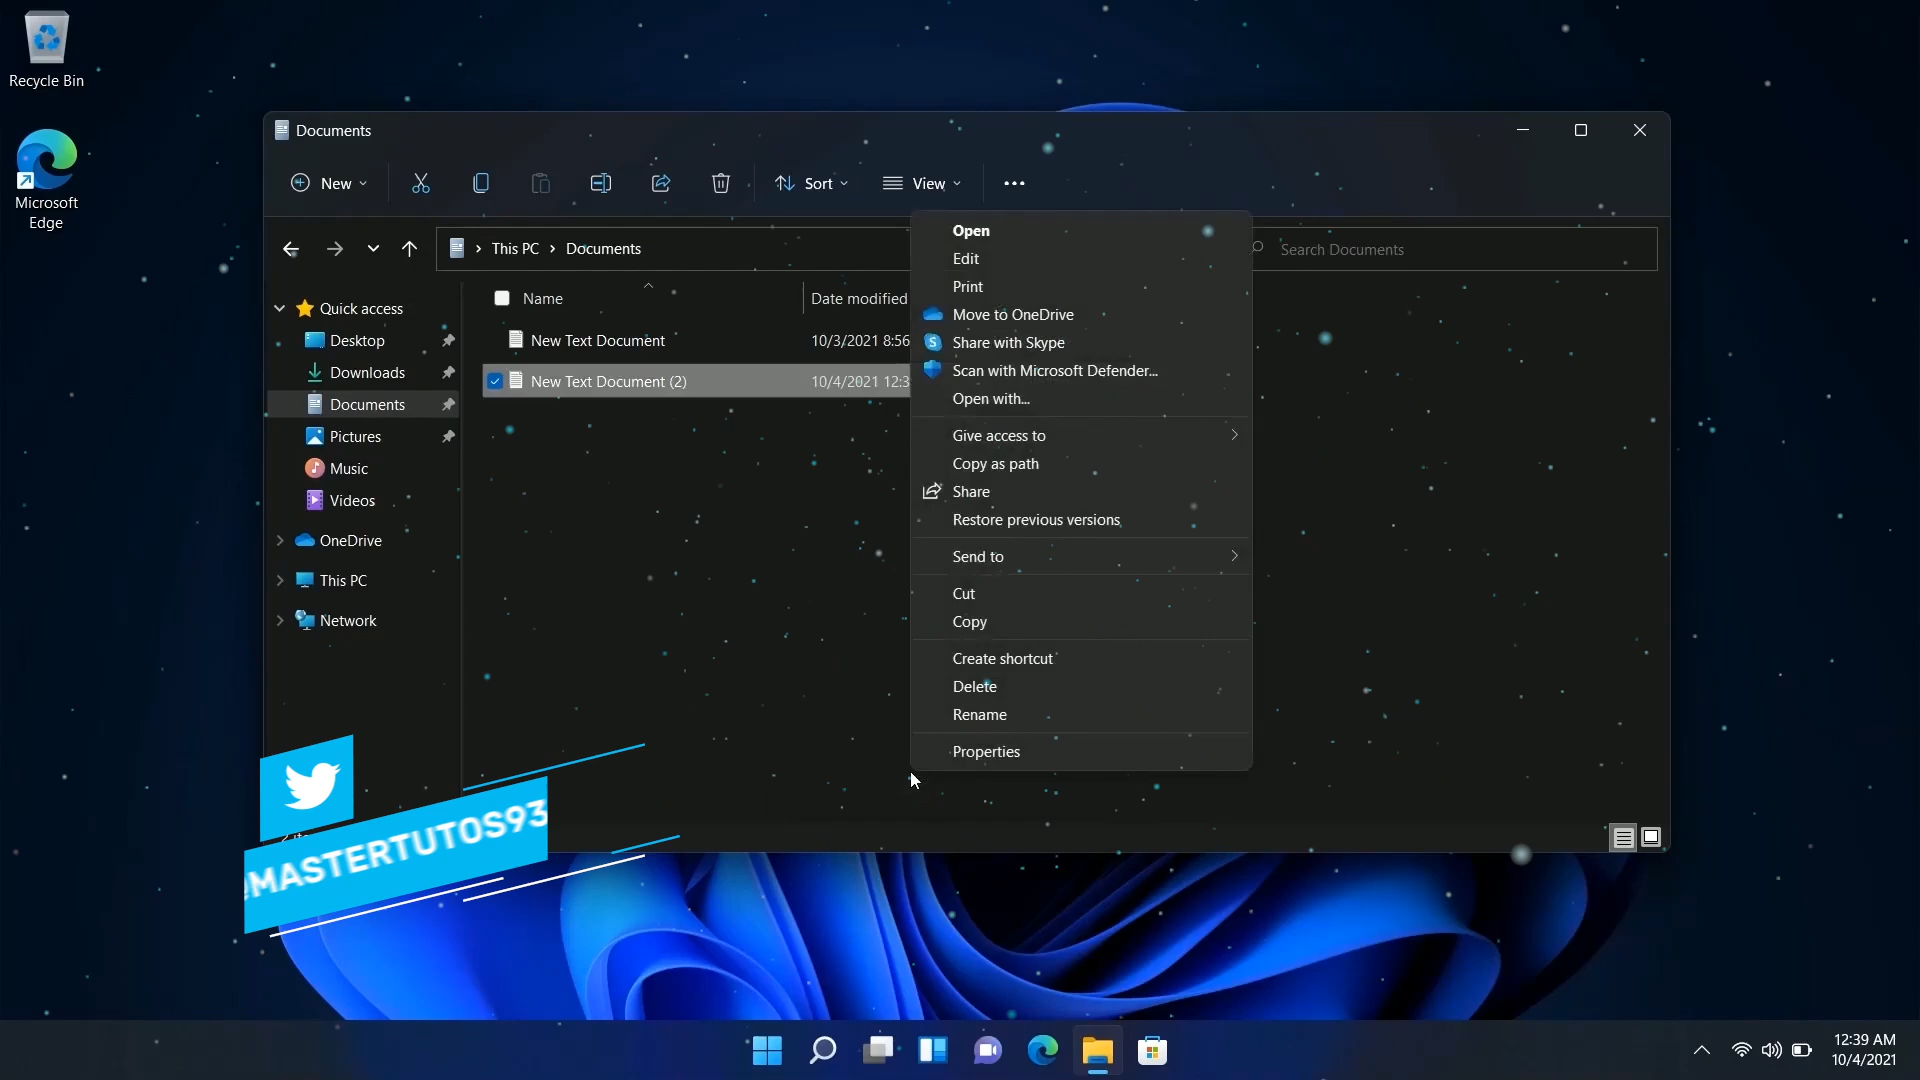 Recycle Bin
Microsoft
Edge
Documents
New
Sort
View
This PC
Documents
Search Documents
Quick access
Desktop
Downloads
Documents
Pictures
Music
Videos
OneDrive
This PC
Network
Name
Date modified
New Text Document
10/3/2021 8:56
New Text Document (2)
10/4/2021 12:3
Open
Edit
Print
Move to OneDrive
Share with Skype
Scan with Microsoft Defender...
Open with...
Give access to
Copy as path
Share
Restore previous versions
Send to
Cut
Copy
Create shortcut
Delete
Rename
Properties
@MASTERTUTOS93
12:39 AM
10/4/2021